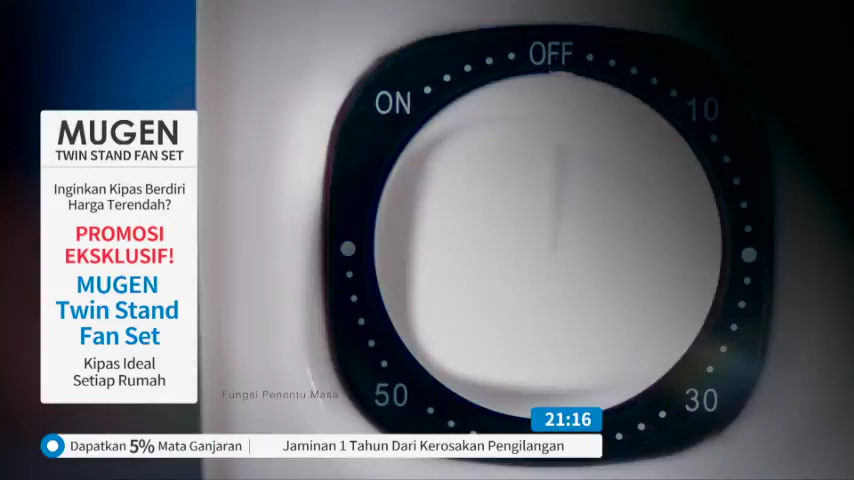 OFF
ON
10
MUGEN
TWIN STAND FAN SET
Inginkan Kipas Berdiri
Harga Terendah?
PROMOSI
EKSKLUSIF!
MUGEN
Twin Stand
Fan Set
Kipas Ideal
Setiap Rumah
Fungsi Penentu Masa
50
30
21:16
Dapatkan 5% Mata Ganjaran
Jaminan 1 Tahun Dari Kerosakan Pengilangan